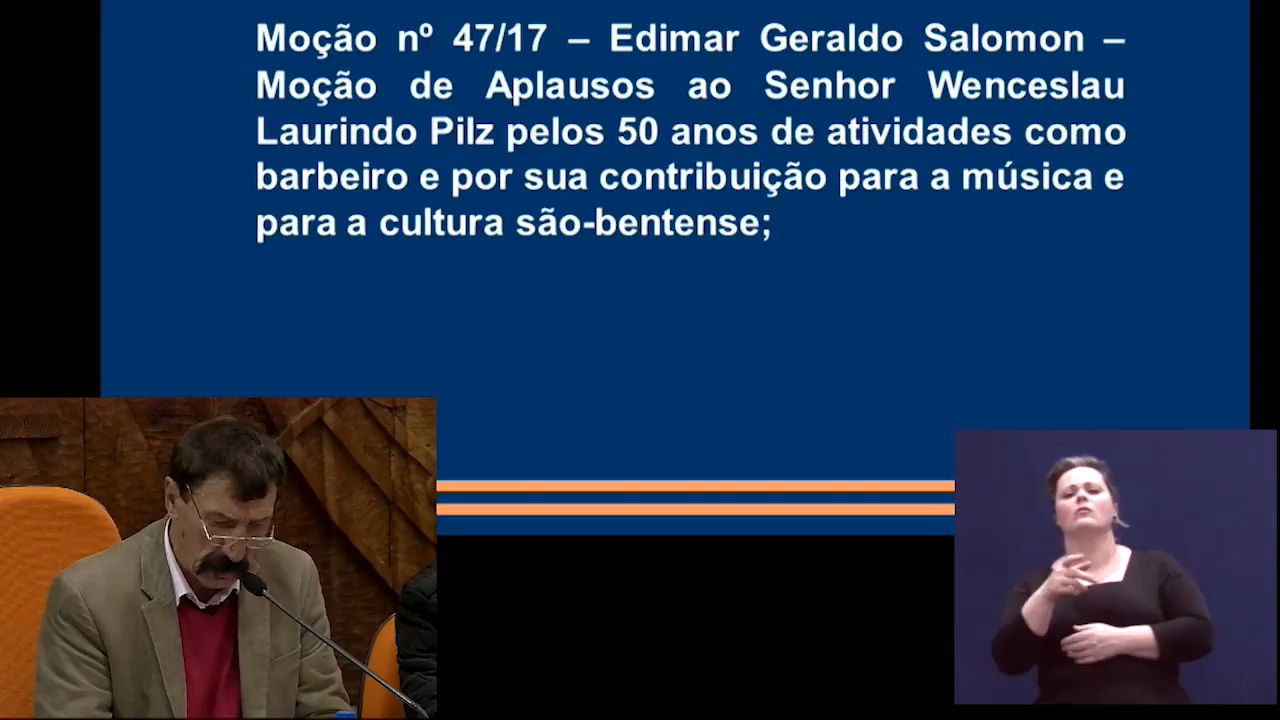 Moção nº 47/17 – Edimar Geraldo Salomon –
Moção de Aplausos ao Senhor Wenceslau
Laurindo Pilz pelos 50 anos de atividades como
barbeiro e por sua contribuição para a música e
para a cultura são-bentense;